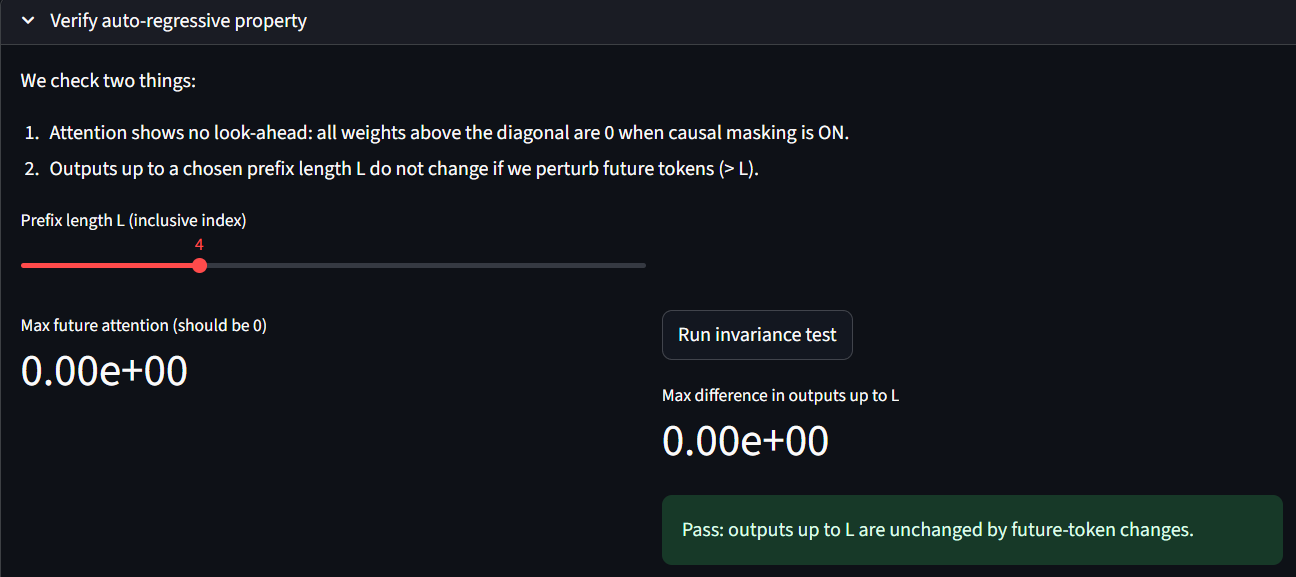 Verify auto-regressive property
We check two things:
1. Attention shows no look-ahead: all weights above the diagonal are 0 when causal masking is ON.
2. Outputs up to a chosen prefix length L do not change if we perturb future tokens (> L).
Prefix length L (inclusive index)
4
Max future attention (should be 0)
0.00e+00
Run invariance test
Max difference in outputs up to L
0.00e+00
Pass: outputs up to L are unchanged by future-token changes.